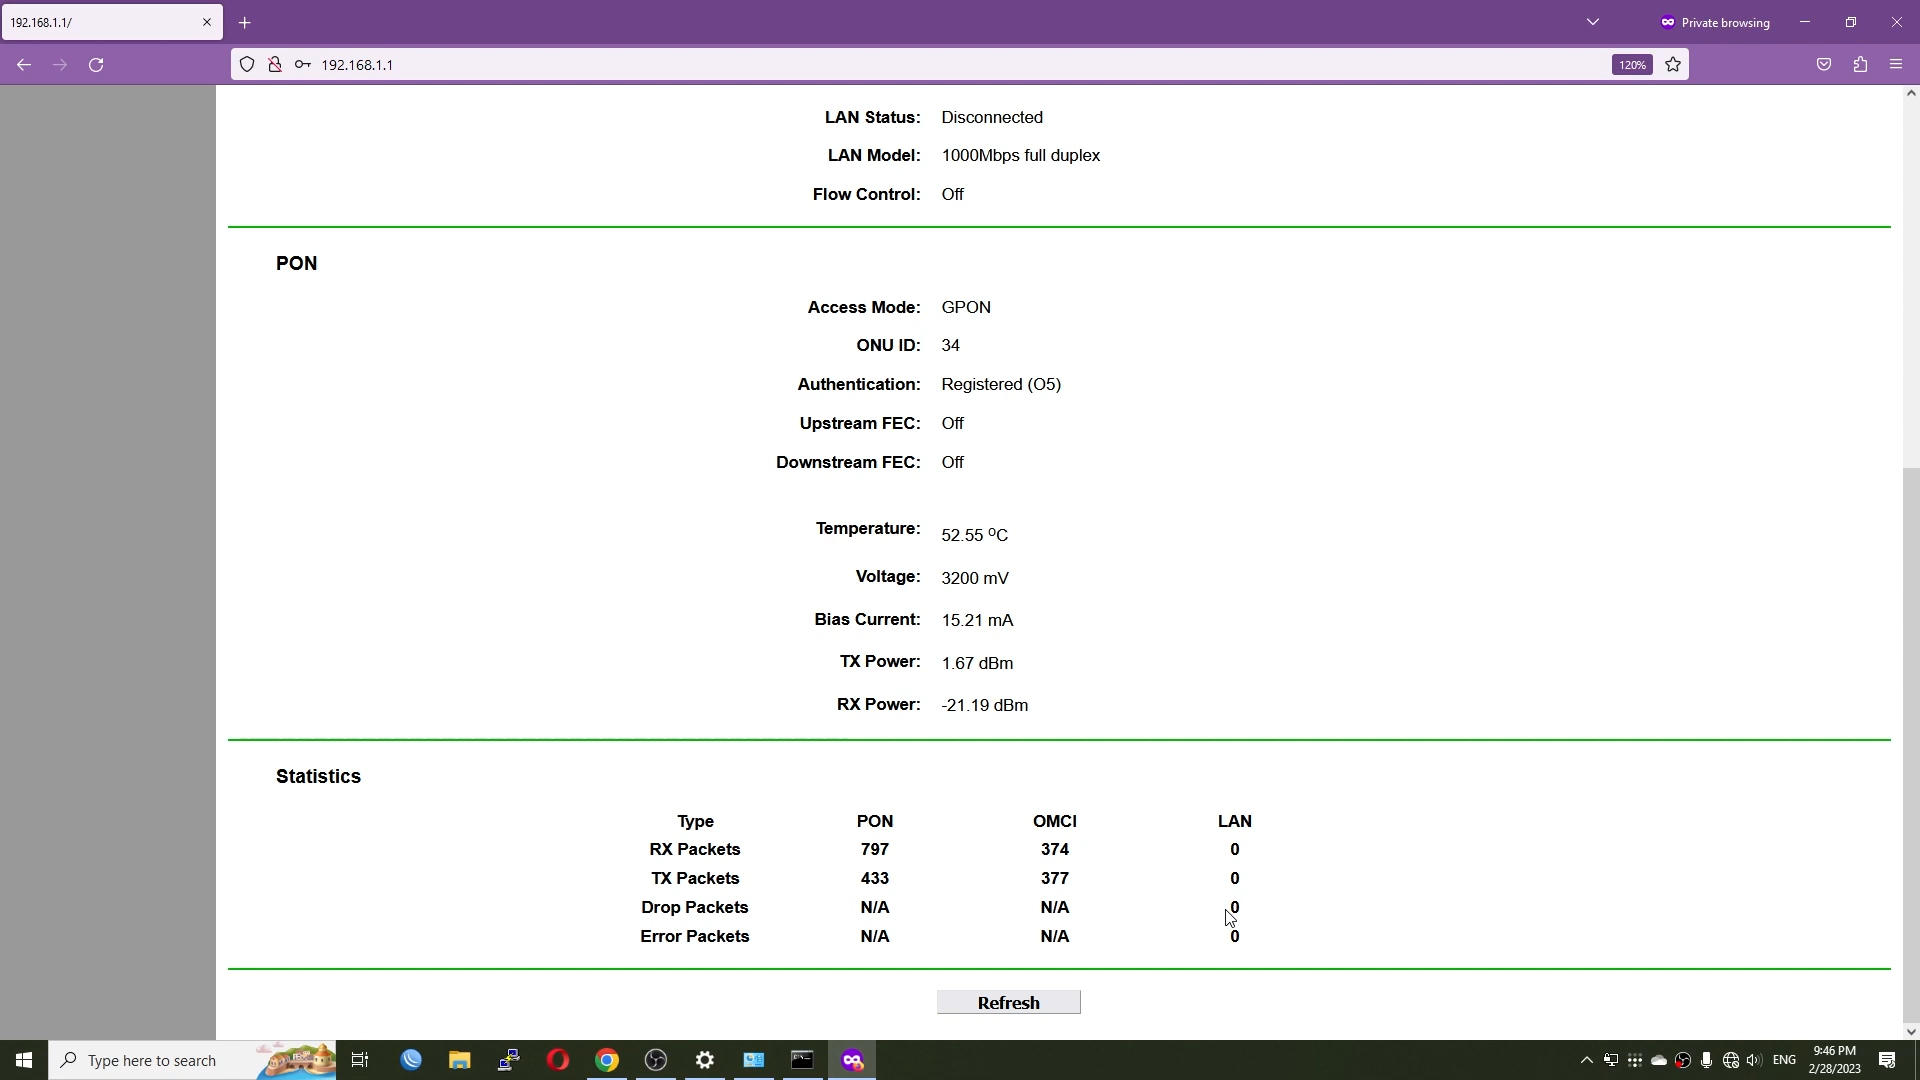 192.168.1.1/
Private browsing
192.168.1.1
120%
LAN Status: Disconnected
LAN Model: 1000Mbps full duplex
Flow Control: Off
PON
Access Mode: GPON
ONU ID: 34
Authentication: Registered (O5)
Upstream FEC: Off
Downstream FEC: Off
Temperature: 52.55 ⁰C
Voltage: 3200 mV
Bias Current: 15.21 mA
TX Power: 1.67 dBm
RX Power: -21.19 dBm
Statistics
Type PON OMCI LAN
RX Packets 797 374 0
TX Packets 433 377 0
Drop Packets N/A N/A 0
Error Packets N/A N/A 0
Refresh
Type here to search
ENG
9:46 PM
2/28/2023